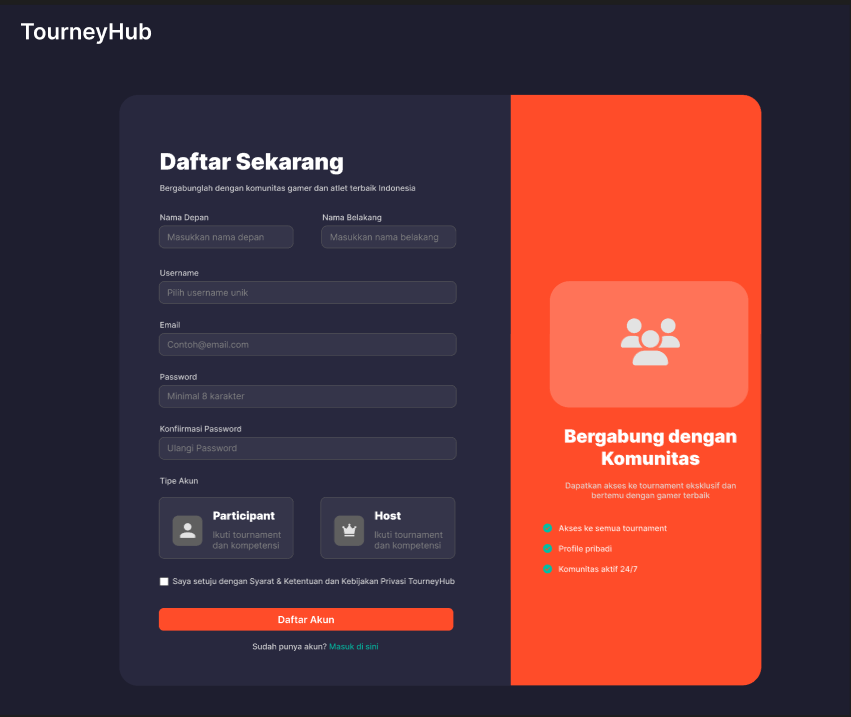 TourneyHub
Daftar Sekarang
Bergabunglah dengan komunitas gamer dan atlet terbaik Indonesia
Nama Depan
Nama Belakang
Masukkan nama depan
Masukkan nama belakang
Username
Pilih username unik
Email
Contoh@email.com
Password
Minimal 8 karakter
Konfiirmasi Password
Ulangi Password
Tipe Akun
Participant
Ikuti tournament
dan kompetensi
Host
Ikuti tournament
dan kompetensi
Saya setuju dengan Syarat & Ketentuan dan Kebijakan Privasi TourneyHub
Daftar Akun
Sudah punya akun? Masuk di sini
Bergabung dengan
Komunitas
Dapatkan akses ke tournament eksklusif dan
bertemu dengan gamer terbaik
Akses ke semua tournament
Profile pribadi
Komunitas aktif 24/7